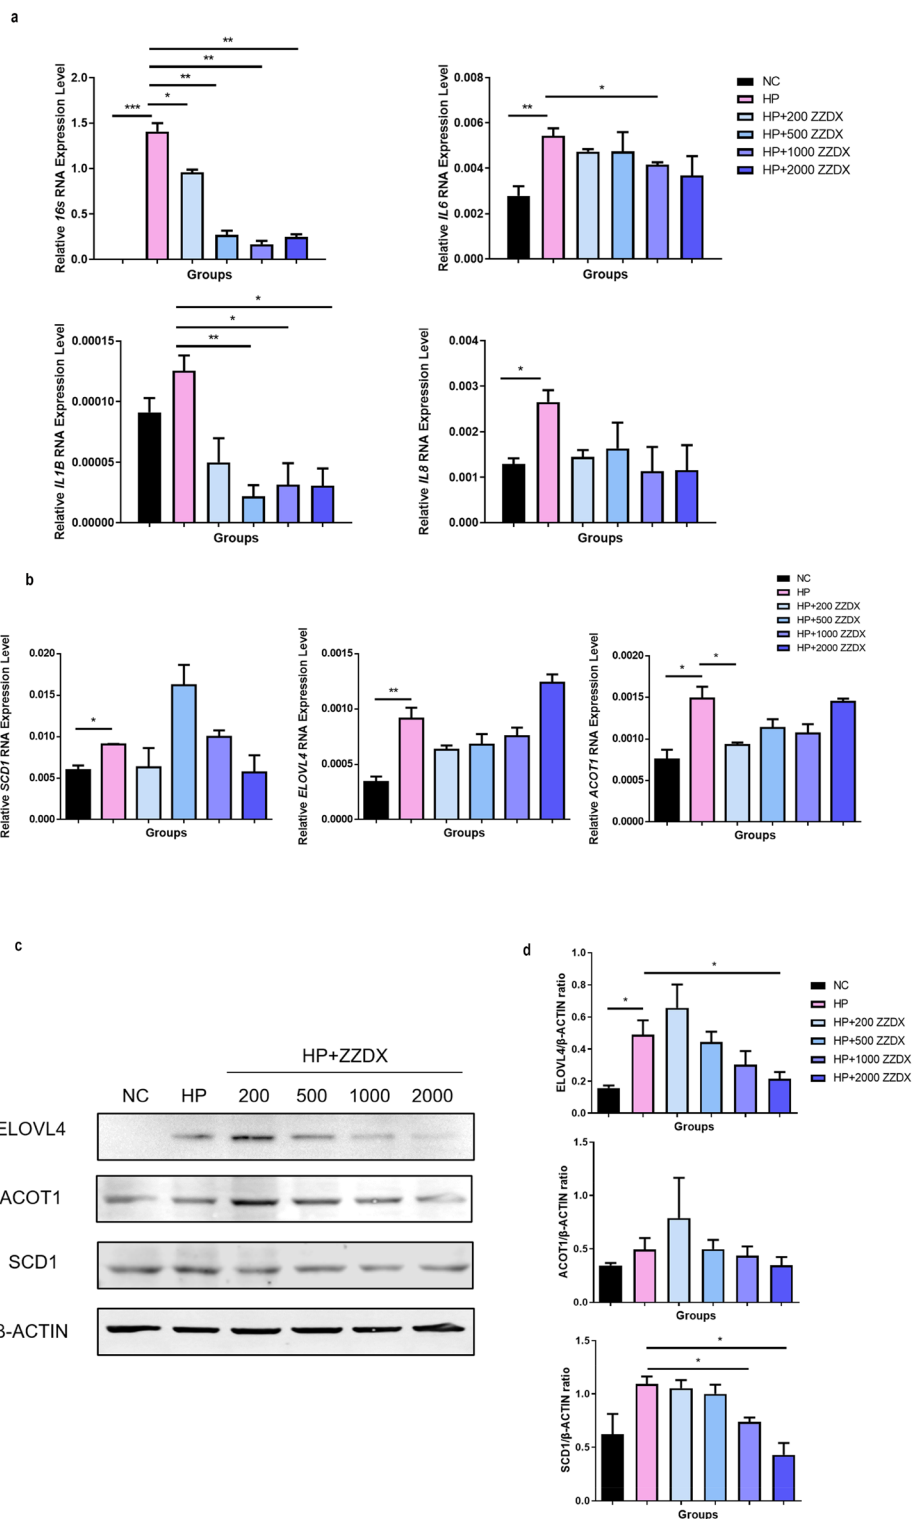 a
**
**
**
*
***
2.0
1.5
1.0
0.5
0.0
Relative 16s RNA Expression Level
Groups
*
**
0.008
0.006
0.004
0.002
0.000
Relative IL6 RNA Expression Level
Groups
NC
HP
HP+200 ZZDX
HP+500 ZZDX
HP+1000 ZZDX
HP+2000 ZZDX
*
*
**
0.00015
0.00010
0.00005
0.00000
Relative IL1B RNA Expression Level
Groups
*
0.004
0.003
0.002
0.001
0.000
Relative IL8 RNA Expression Level
Groups
b
NC
HP
HP+200 ZZDX
HP+500 ZZDX
HP+1000 ZZDX
HP+2000 ZZDX
*
0.020
0.015
0.010
0.005
0.000
Relative SCD1 RNA Expression Level
Groups
**
0.0015
0.0010
0.0005
0.0000
Relative ELOVL4 RNA Expression Level
Groups
*
*
0.0020
0.0015
0.0010
0.0005
0.0000
Relative ACOT1 RNA Expression Level
Groups
c
HP+ZZDX
NC HP 200 500 1000 2000
ELOVL4
ACOT1
SCD1
β-ACTIN
d
*
*
1.0
0.8
0.6
0.4
0.2
0.0
ELOVL4/β-ACTIN ratio
Groups
NC
HP
HP+200 ZZDX
HP+500 ZZDX
HP+1000 ZZDX
HP+2000 ZZDX
1.5
1.0
0.5
0.0
ACOT1/β-ACTIN ratio
Groups
*
*
1.5
1.0
0.5
0.0
SCD1/β-ACTIN ratio
Groups